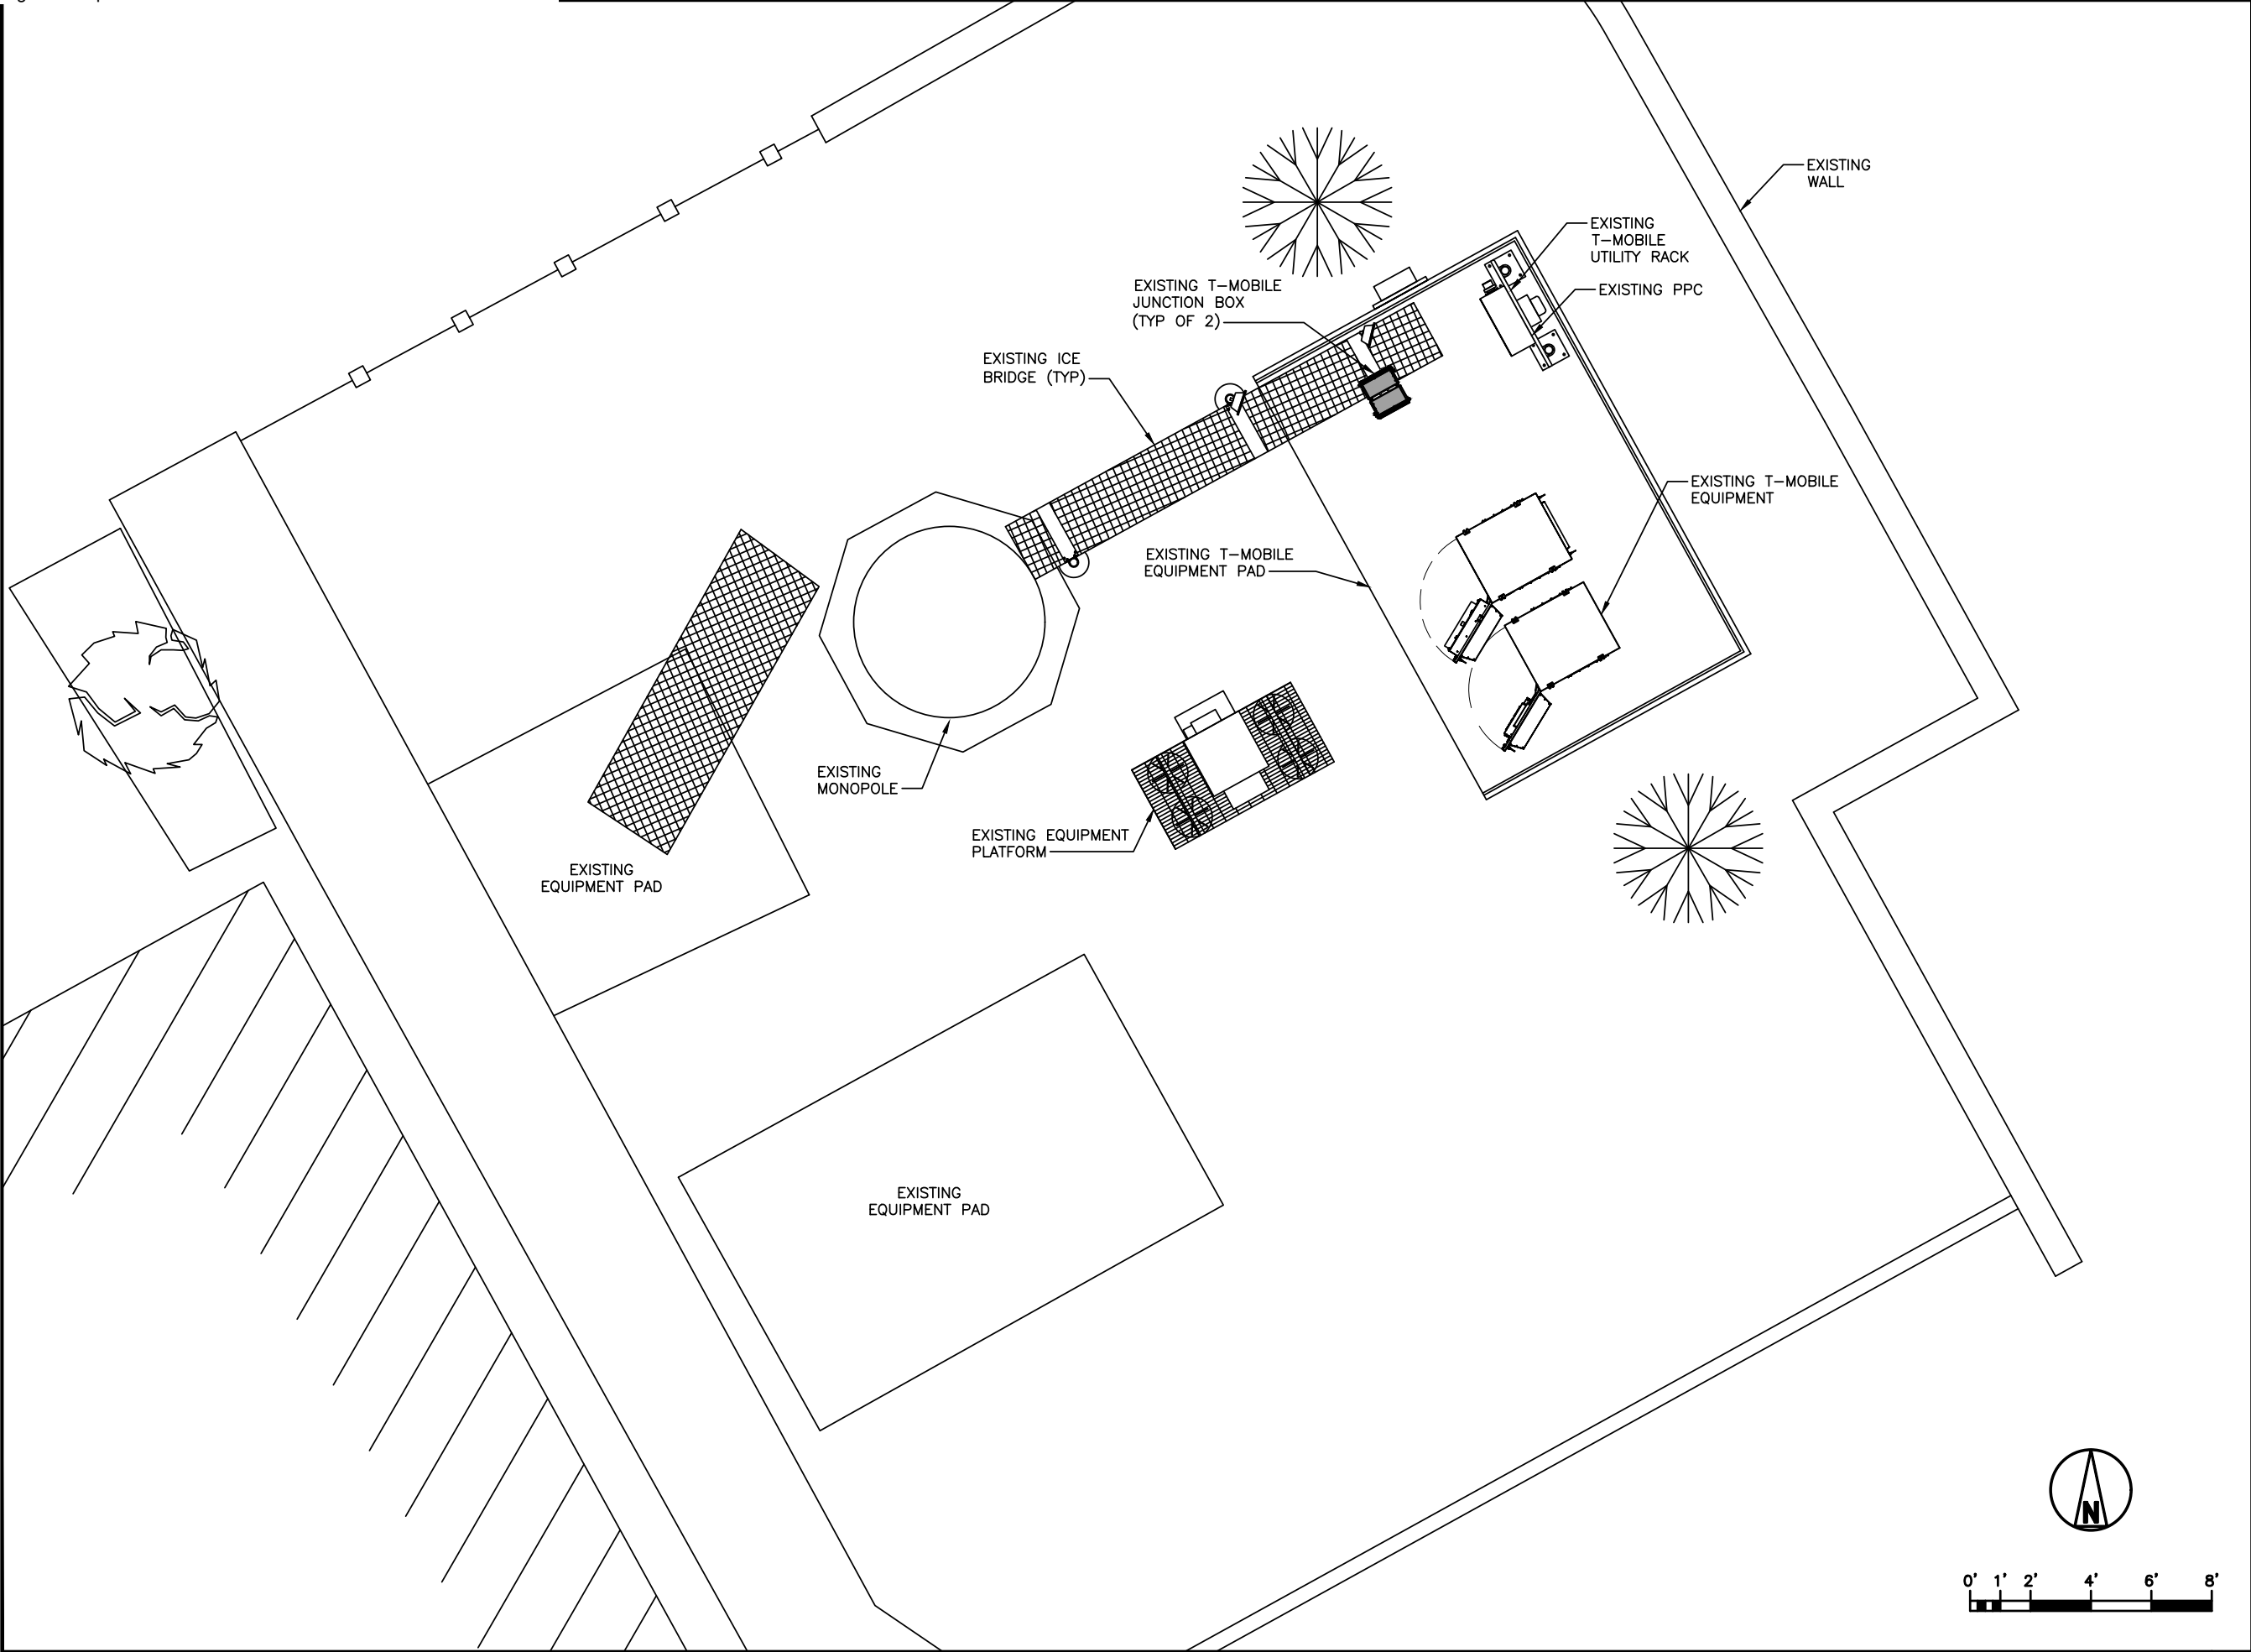 EXISTING
WALL
EXISTING
T-MOBILE
UTILITY RACK
EXISTING PPC
EXISTING T-MOBILE
JUNCTION BOX
(TYP OF 2)
EXISTING ICE
BRIDGE (TYP)
EXISTING T-MOBILE
EQUIPMENT
EXISTING T-MOBILE
EQUIPMENT PAD
EXISTING
MONOPOLE
EXISTING EQUIPMENT
PLATFORM
EXISTING
EQUIPMENT PAD
EXISTING
EQUIPMENT PAD
N
0' 1' 2' 4' 6' 8'